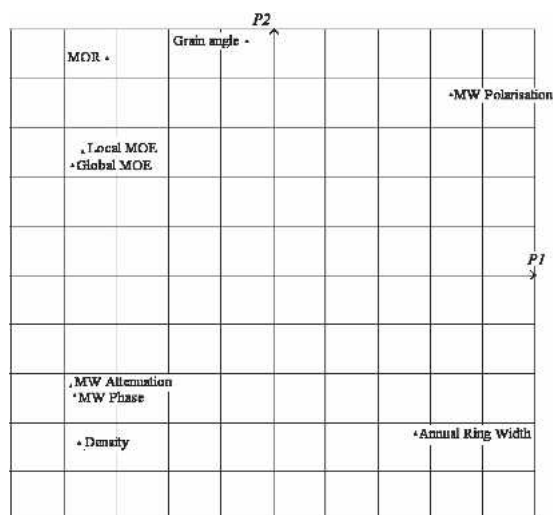 P2
Grain angle
MOR
MW Polarisation
Local MOE
Global MOE
P1
MW Attenuation
MW Phase
Annual Ring Width
Density